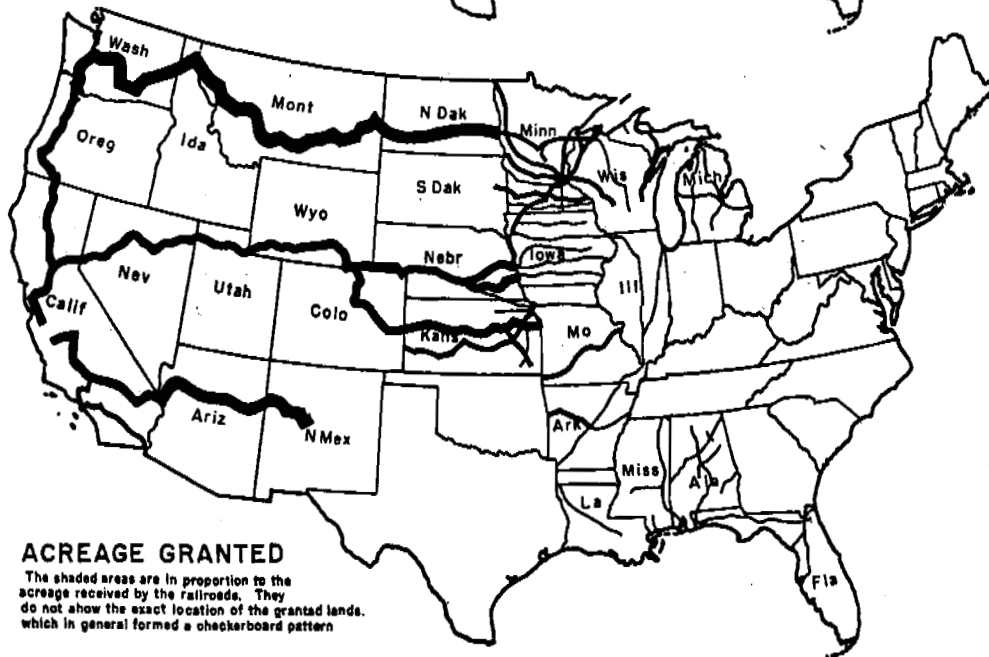 Wash
Mont
N Dak
Minn
Oreg
Ida
S Dak
Wis
Mich
Wyo
Nebr
Iowa
Nev
Utah
Ill
Calif
Colo
Kans
Mo
Ariz
N Mex
Ark
Miss
Ala
La
Fla
ACREAGE GRANTED
The shaded areas are in proportion to the
acreage received by the railroads. They
do not show the exact location of the granted lands.
which in general formed a checkerboard pattern